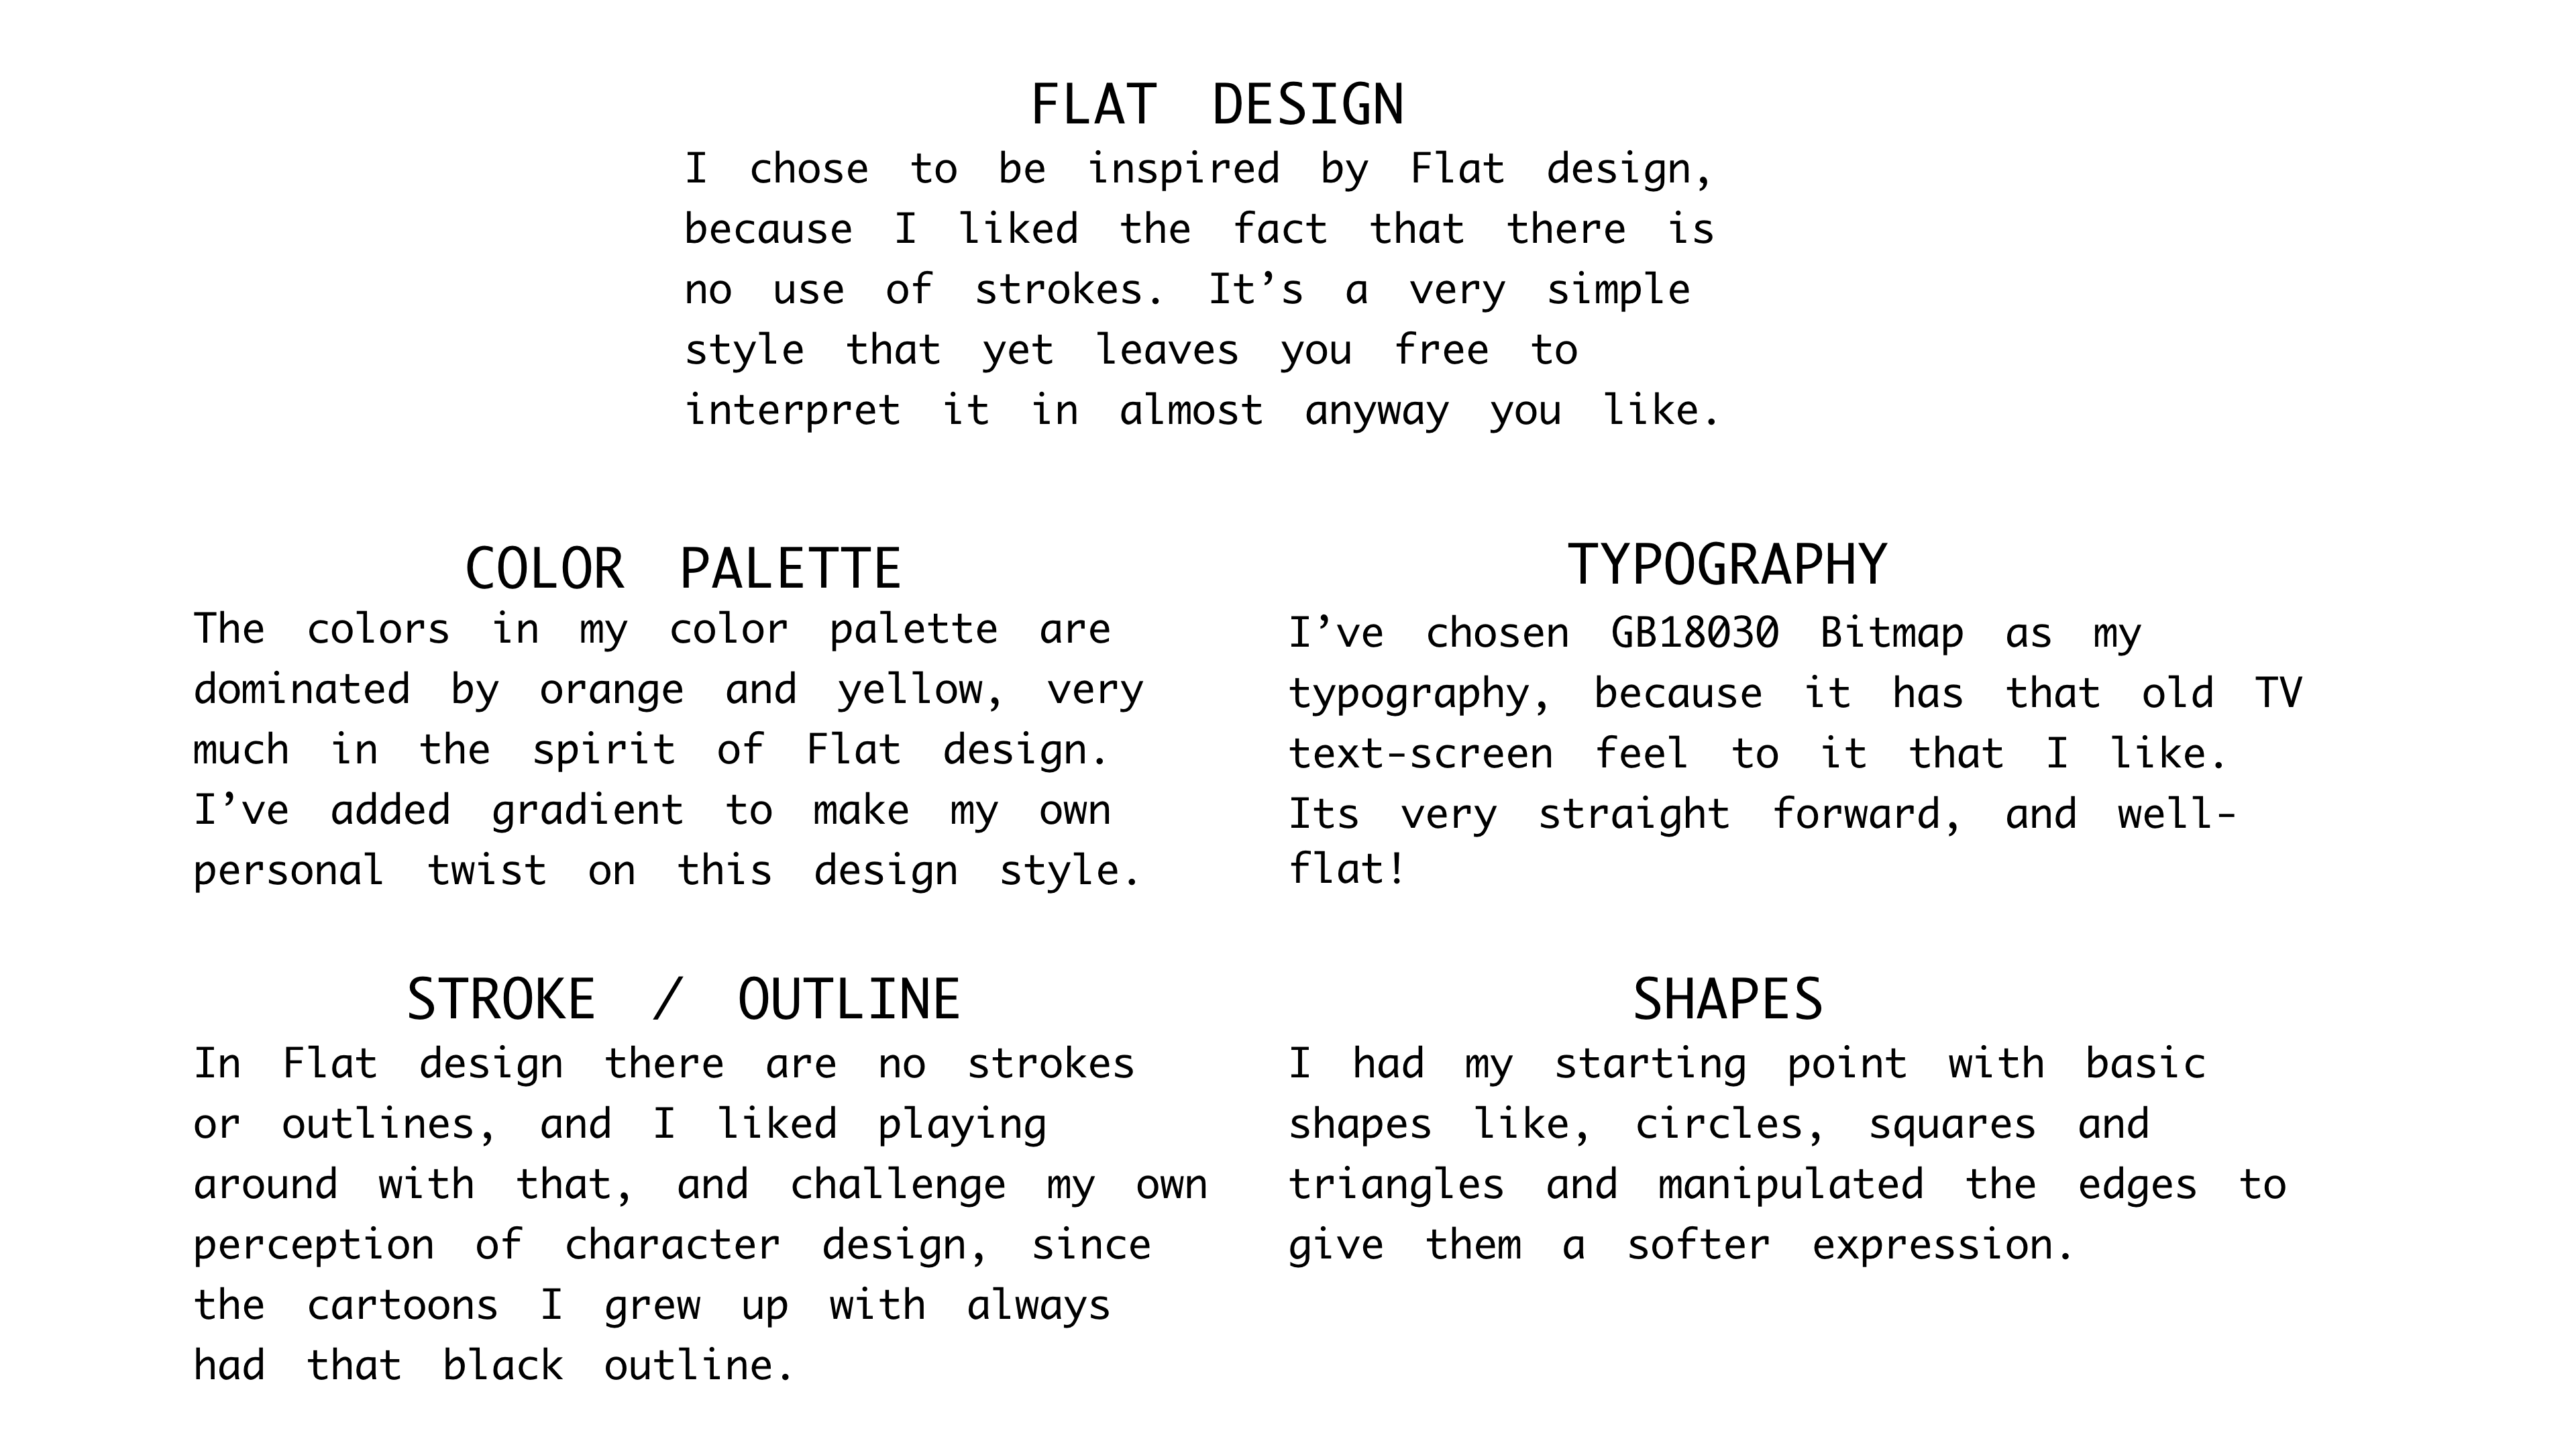 FLAT DESIGN
I chose to be inspired by Flat design,
because I liked the fact that there is
no use of strokes. It’s a very simple
style that yet leaves you free to
interpret it in almost anyway you like.
COLOR PALETTE
The colors in my color palette are
dominated by orange and yellow, very
much in the spirit of Flat design.
I’ve added gradient to make my own
personal twist on this design style.
TYPOGRAPHY
I’ve chosen GB18030 Bitmap as my
typography, because it has that old TV
text-screen feel to it that I like.
Its very straight forward, and well-
flat!
STROKE / OUTLINE
In Flat design there are no strokes
or outlines, and I liked playing
around with that, and challenge my own
perception of character design, since
the cartoons I grew up with always
had that black outline.
SHAPES
I had my starting point with basic
shapes like, circles, squares and
triangles and manipulated the edges to
give them a softer expression.